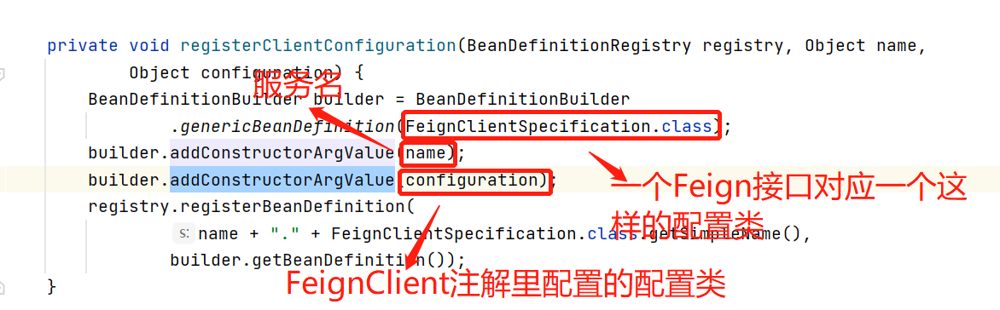 private void registerClientConfiguration(BeanDefinitionRegistry registry, Object name,
Object configuration) {
服务名
BeanDefinitionBuilder builder = BeanDefinitionBuilder
.genericBeanDefinition(FeignClientSpecification.class);
builder.addConstructorArgValue(name);
builder.addConstructorArgValue(configuration);
一个Feign接口对应一个这
样的配置类
registry.registerBeanDefinition(
s: name + "." + FeignClientSpecification.class.getSimpleName(),
builder.getBeanDefinition());
FeignClient注解里配置的配置类
}